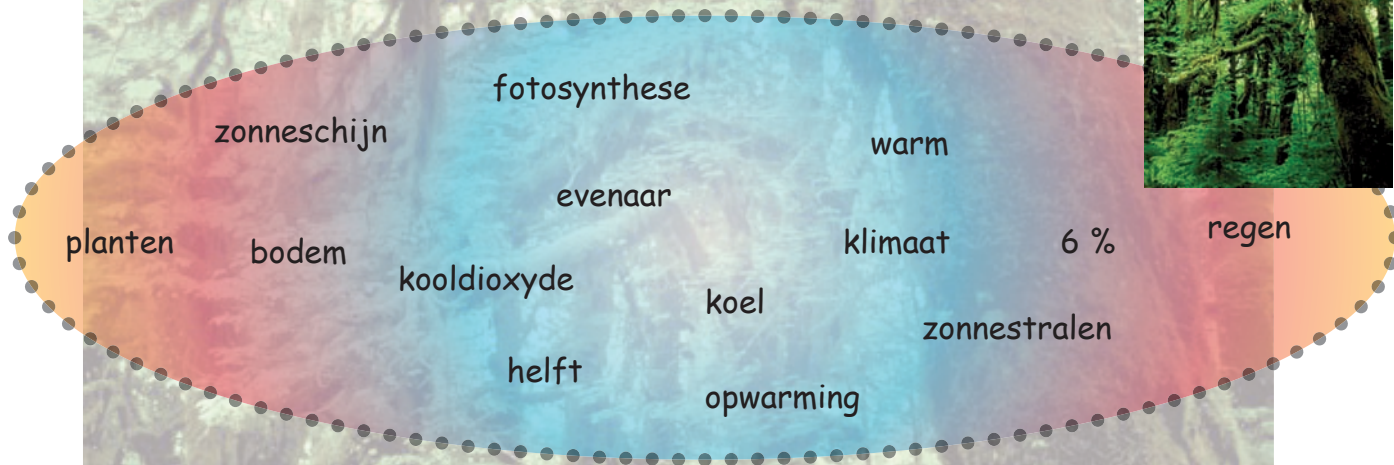 fotosynthese
zonneschijn
warm
evenaar
planten
bodem
klimaat
6 %
regen
kooldioxyde
koel
zonnestralen
helft
opwarming